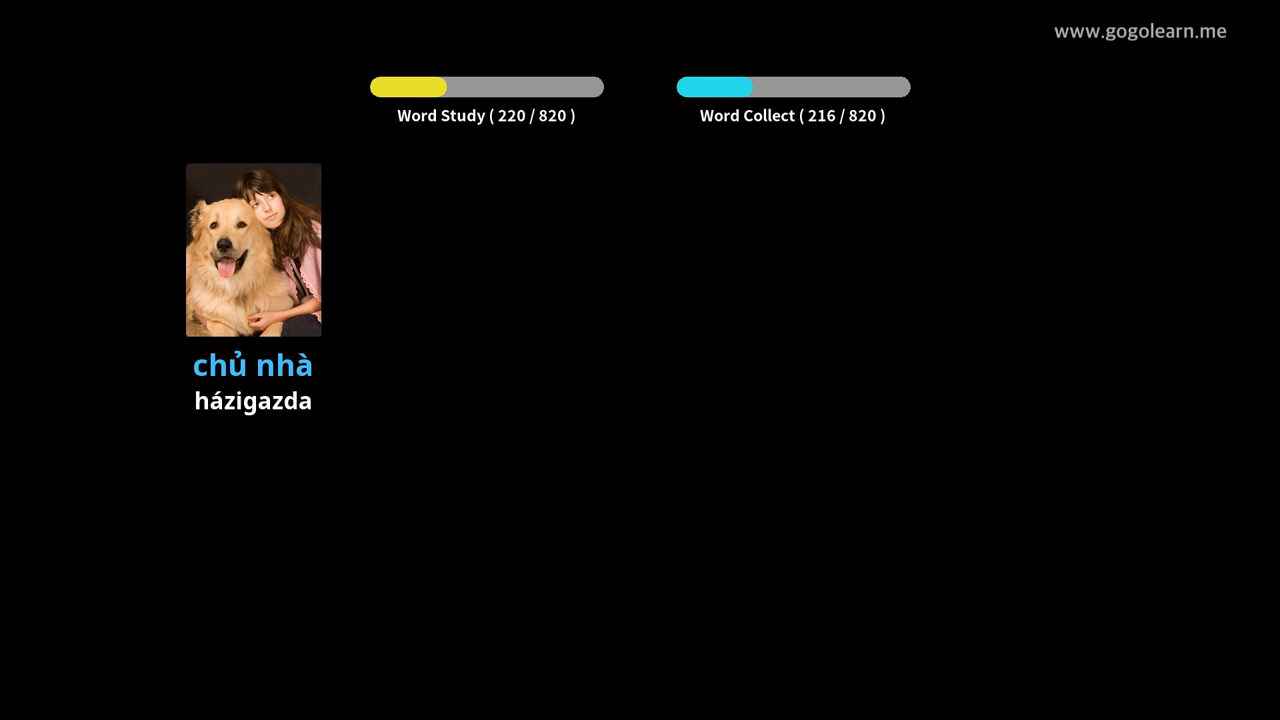 www.gogolearn.me
Word Study ( 220 / 820 )
Word Collect ( 216 / 820 )
chủ nhà
házigazda